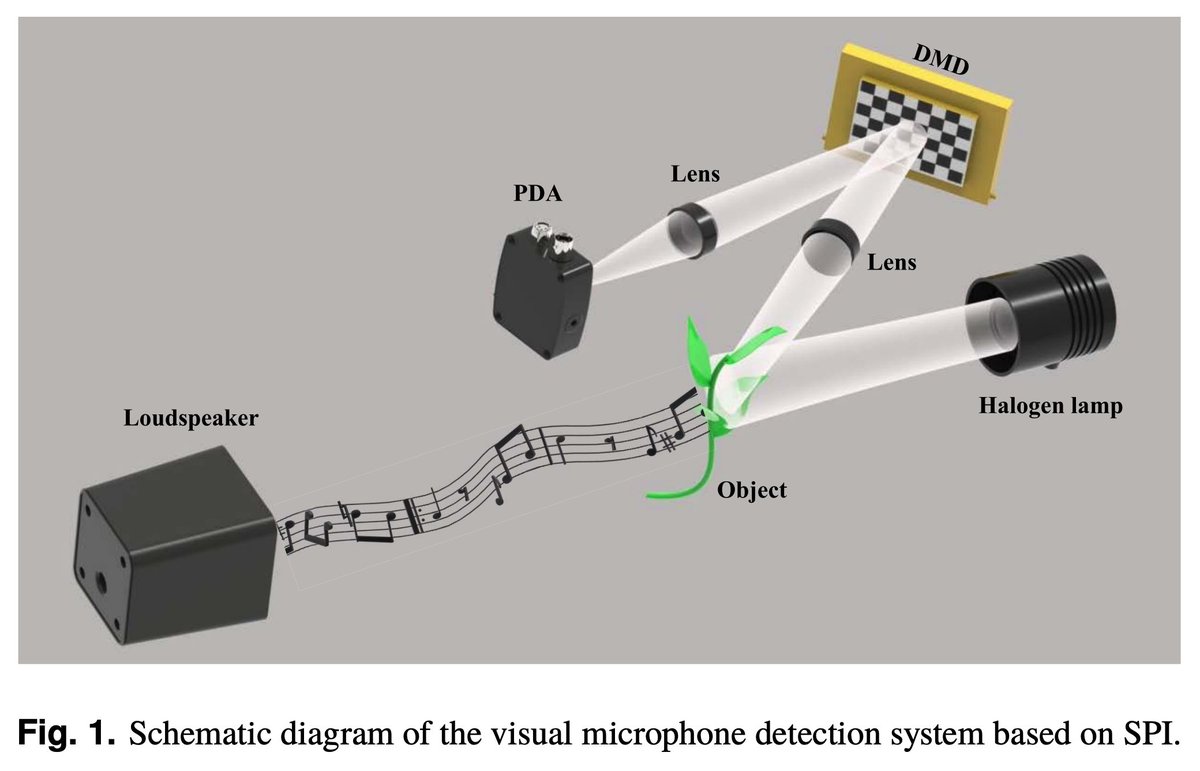 DMD
Lens
PDA
Lens
Halogen lamp
Loudspeaker
Object
Fig. 1. Schematic diagram of the visual microphone detection system based on SPI.